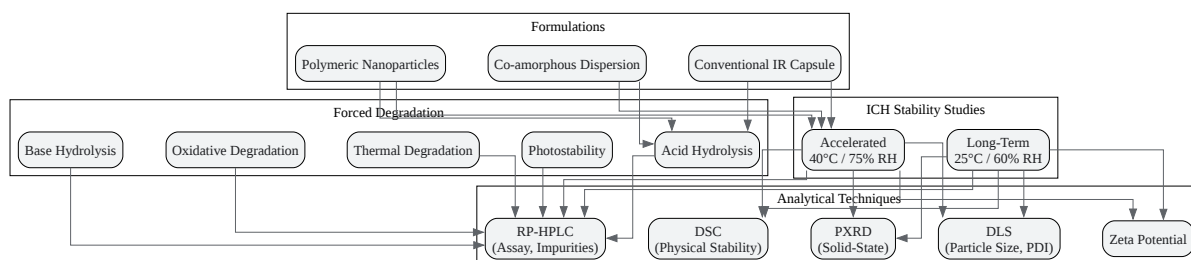 Formulations
Polymeric Nanoparticles
Co-amorphous Dispersion
Conventional IR Capsule
Forced Degradation
ICH Stability Studies
Base Hydrolysis
Oxidative Degradation
Thermal Degradation
Photostability
Acid Hydrolysis
Accelerated
40°C / 75% RH
Long-Term
25°C / 60% RH
Analytical Techniques
RP-HPLC
(Assay, Impurities)
DSC
(Physical Stability)
PXRD
(Solid-State)
DLS
(Particle Size, PDI)
Zeta Potential